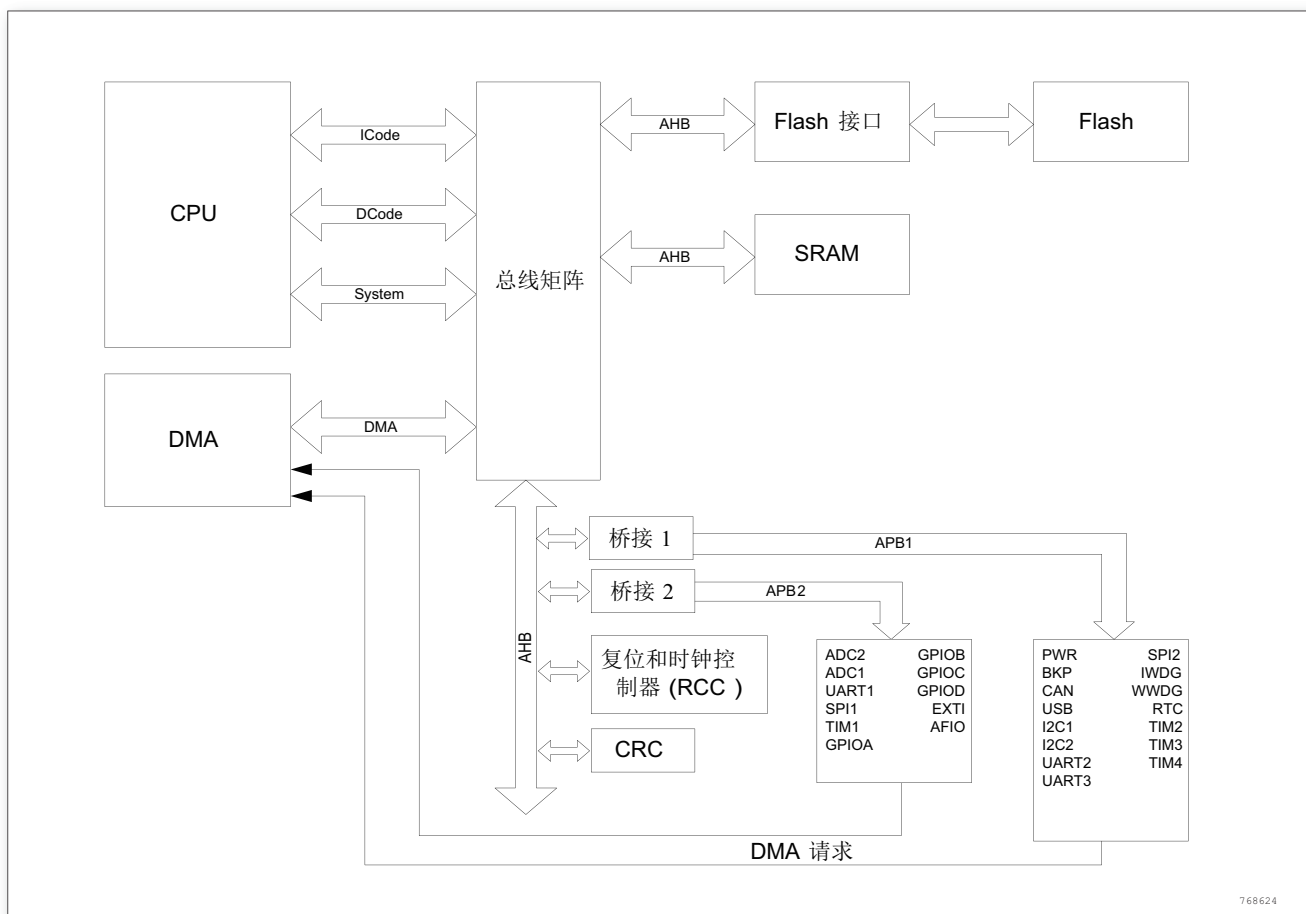 CPU
ICode
DCode
System
总线矩阵
AHB
Flash 接口
Flash
AHB
SRAM
DMA
DMA
AHB
桥接 1
APB1
桥接 2
APB2
复位和时钟控
制器 (RCC )
CRC
ADC2 GPIOB
ADC1 GPIOC
UART1 GPIOD
SPI1 EXTI
TIM1 AFIO
GPIOA
PWR SPI2
BKP IWDG
CAN WWDG
USB RTC
I2C1 TIM2
I2C2 TIM3
UART2 TIM4
UART3
DMA 请求
768624